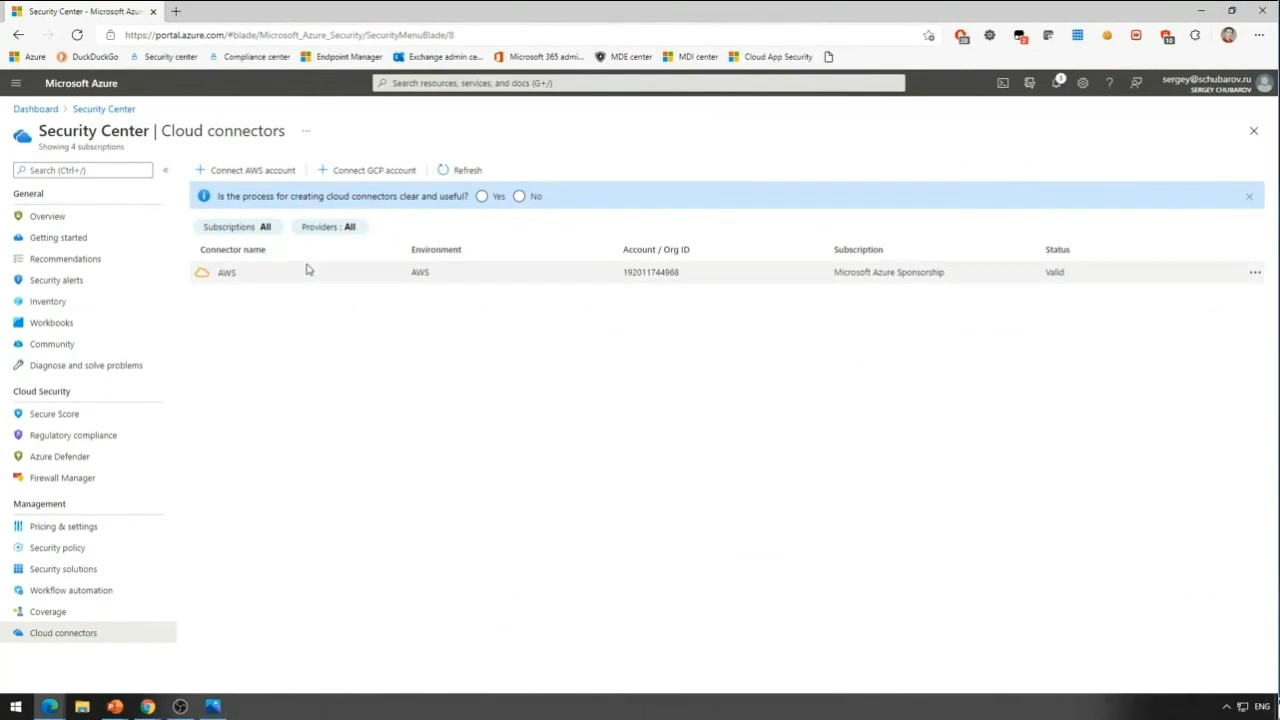 Security Center - Microsoft Azu
https://portal.azure.com/#blade/Microsoft_Azure_Security/SecurityMenuBlade/8
Azure DuckDuckGo Security center Compliance center Endpoint Manager Exchange admin ce... Microsoft 365 admi... MDE center MDI center Cloud App Security
Microsoft Azure
Search resources, services, and docs (G+/)
sergey@schubarov.ru
SERGEY CHUBAROV
Dashboard > Security Center
Security Center | Cloud connectors ...
Showing 4 subscriptions
Search (Ctrl+/)
General
Overview
Getting started
Recommendations
Security alerts
Inventory
Workbooks
Community
Diagnose and solve problems
Cloud Security
Secure Score
Regulatory compliance
Azure Defender
Firewall Manager
Management
Pricing & settings
Security policy
Security solutions
Workflow automation
Coverage
Cloud connectors
+ Connect AWS account + Connect GCP account Refresh
Is the process for creating cloud connectors clear and useful? Yes No
Subscriptions All Providers : All
Connector name Environment Account / Org ID Subscription Status
AWS AWS 192011744968 Microsoft Azure Sponsorship Valid
ENG